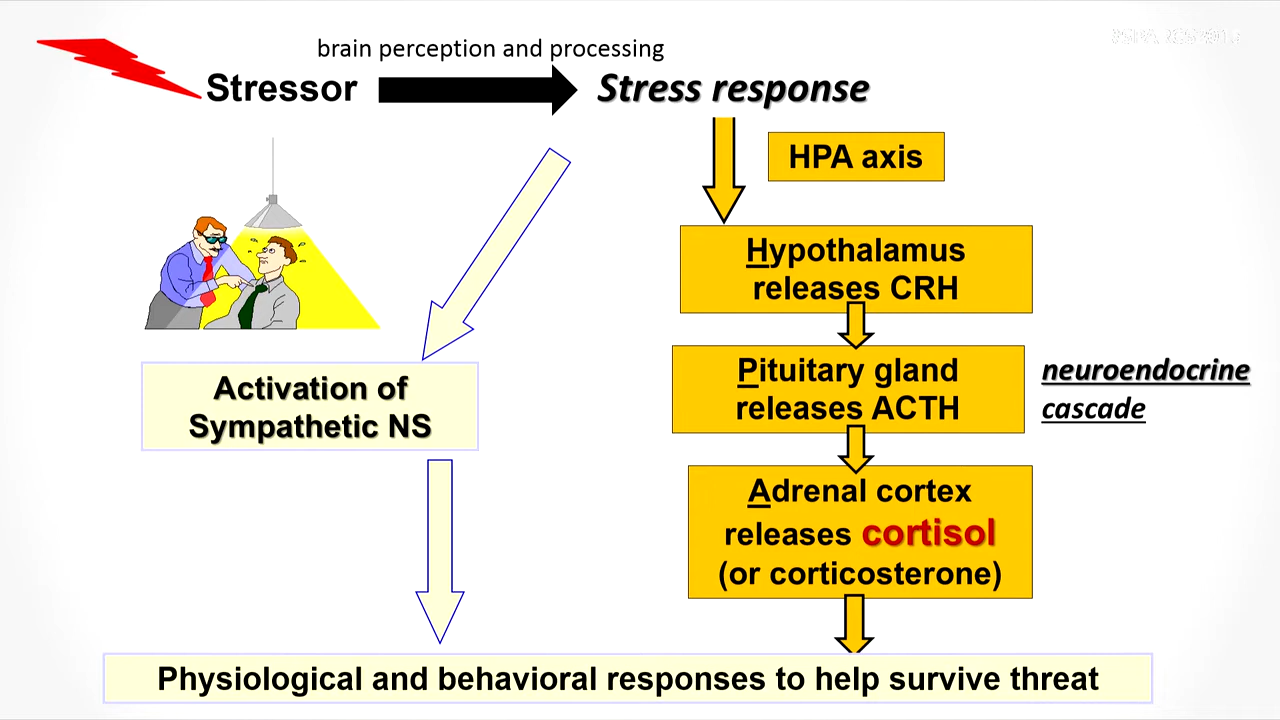 brain perception and processing
Stressor
Stress response
HPA axis
Hypothalamus
releases CRH
Pituitary gland
releases ACTH
neuroendocrine
cascade
Activation of
Sympathetic NS
Adrenal cortex
releases cortisol
(or corticosterone)
Physiological and behavioral responses to help survive threat